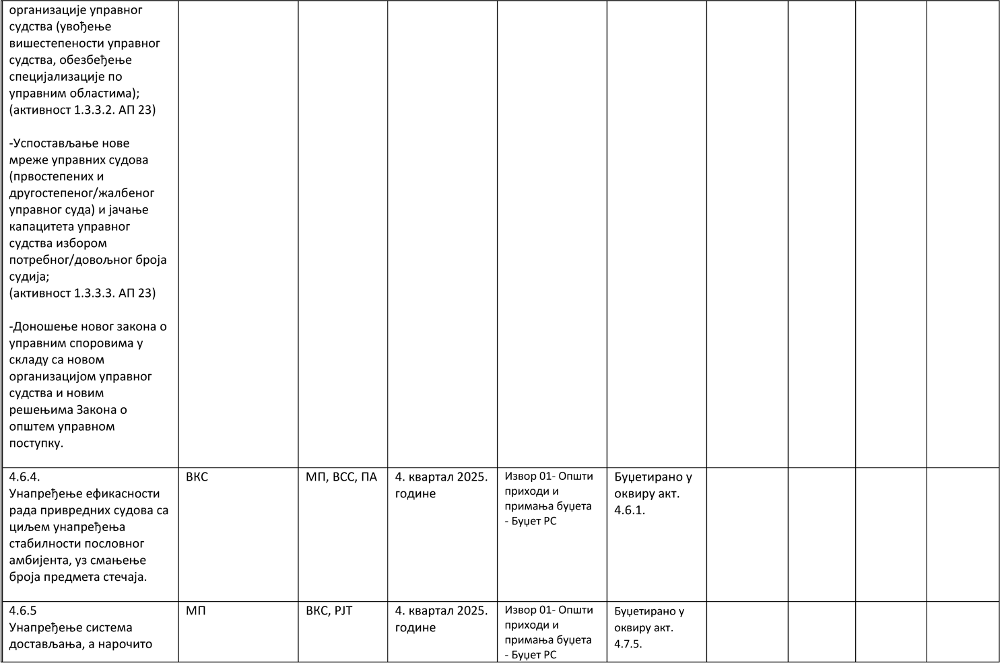 организације управног
судства (увођење
вишестепености управног
судства, обезбеђење
специјализације по
управним областима);
(активност 1.3.3.2. АП 23)
-Успостављање нове
мреже управних судова
(првостепених и
другостепеног/жалбеног
управног суда) и јачање
капацитета управног
судства избором
потребног/довољног броја
судија;
(активност 1.3.3.3. АП 23)
-Доношење новог закона о
управним споровима у
складу са новом
организацијом управног
судства и новим
решењима Закона о
општем управном
поступку.
4.6.4.
Унапређење ефикасности
рада привредних судова са
циљем унапређења
стабилности пословног
амбијента, уз смањење
броја предмета стечаја.
ВКС
МП, ВСС, ПА
4. квартал 2025.
године
Извор 01- Општи
приходи и
примања буџета
- Буџет РС
Буџетирано у
оквиру акт.
4.6.1.
4.6.5
Унапређење система
достављања, а нарочито
МП
ВКС, РЈТ
4. квартал 2025.
године
Извор 01- Општи
приходи и
примања буџета
- Буџет РС
Буџетирано у
оквиру акт.
4.7.5.